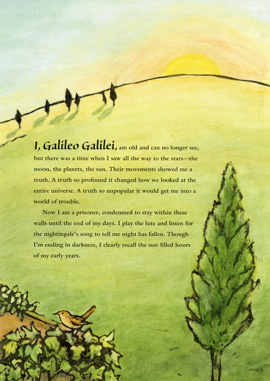 I, Galileo Galilei, am old and can no longer see,
but there was a time when I saw all the way to the stars—the
moon, the planets, the sun. Their movements showed me a
truth. A truth so profound it changed how we looked at the
entire universe. A truth so unpopular it would get me into a
world of trouble.
Now I am a prisoner, condemned to stay within these
walls until the end of my days. I play the lute and listen for
the nightingale's song to tell me night has fallen. Though
I'm ending in darkness, I clearly recall the sun filled hours
of my early years.